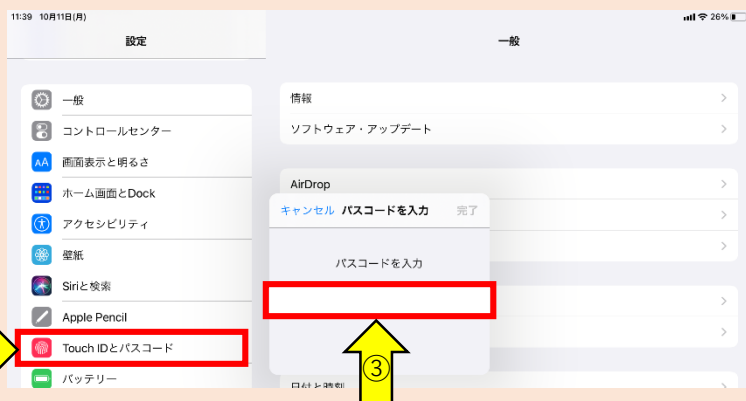 11:39 10月11日(月)
26%
設定
一般
一般
コントロールセンター
画面表示と明るさ
ホーム画面とDock
アクセシビリティ
壁紙
Siriと検索
Apple Pencil
Touch IDとパスコード
バッテリー
情報
ソフトウェア・アップデート
AirDrop
キャンセル パスコードを入力 完了
パスコードを入力
③
日付と時刻